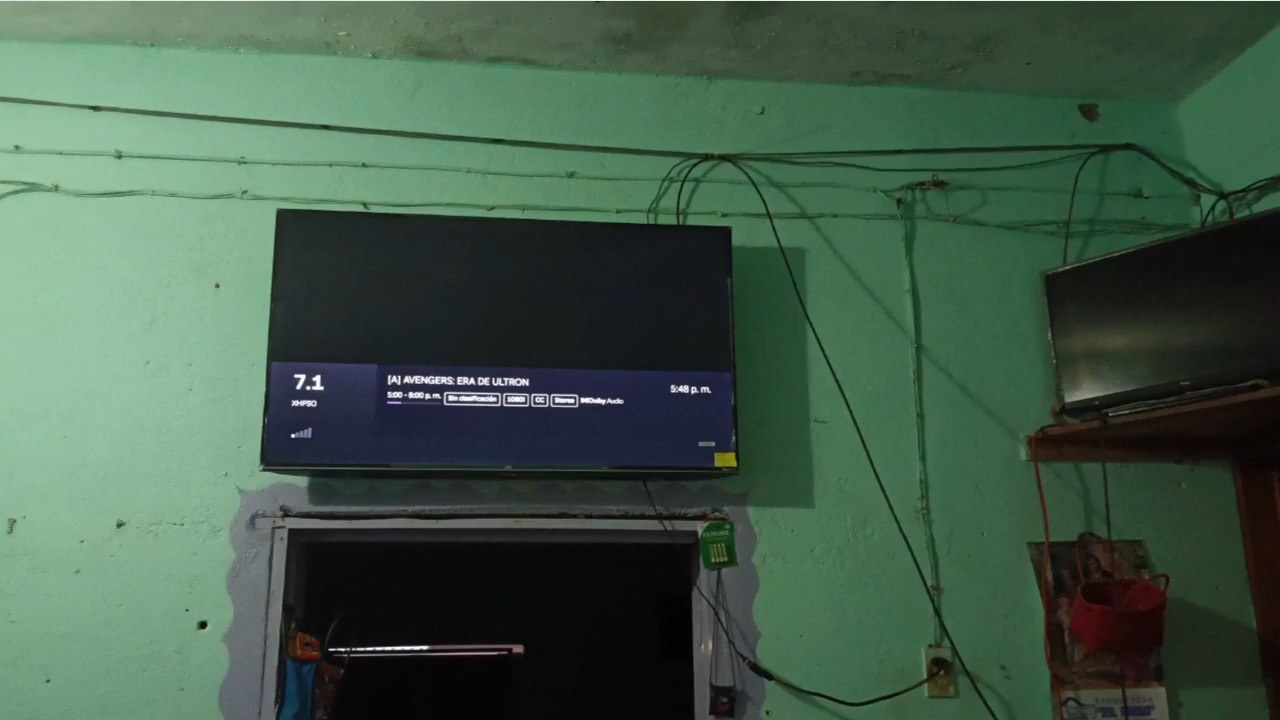 7.1
XHPSO
[A] AVENGERS: ERA DE ULTRON
5:00 - 8:00 p. m. Sin clasificación 1080i CC Stereo Dolby Audio
5:48 p. m.